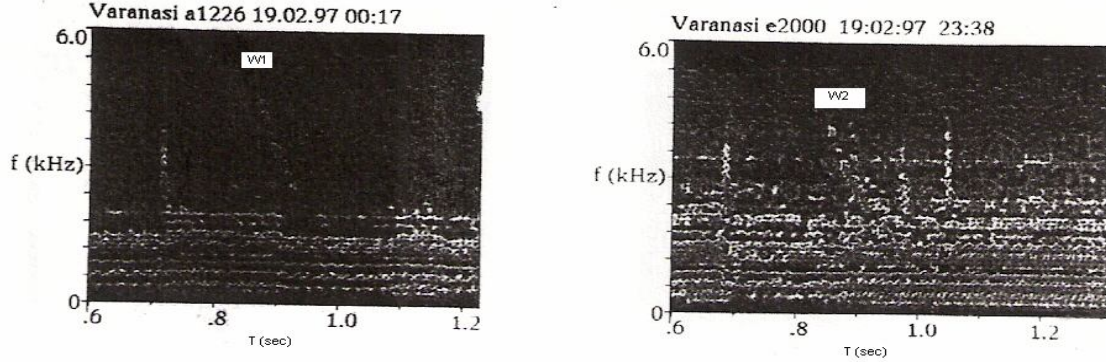 Varanasi a1226 19.02.97 00:17
6.0
W1
f (kHz)
0
.6
.8
1.0
1.2
T (sec)
Varanasi e2000 19:02:97 23:38
6.0
W2
f (kHz)
0
.6
.8
1.0
1.2
T (sec)